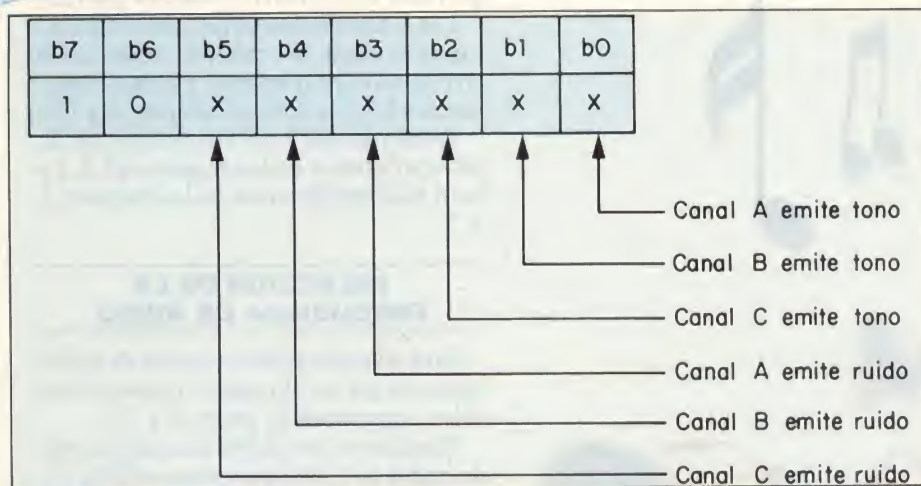 b7 b6 b5 b4 b3 b2 b1 b0
1 0 x x x x x x
Canal A emite tono
Canal B emite tono
Canal C emite tono
Canal A emite ruido
Canal B emite ruido
Canal C emite ruido